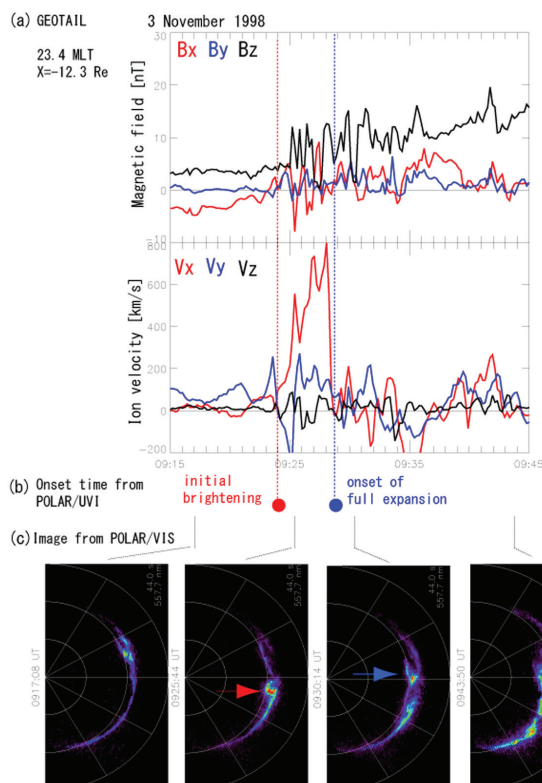 (a) GEOTAIL 3 November 1998
23.4 MLT
X=-12.3 Re
Bx By Bz
Magnetic field [nT]
30
20
10
0
-10
Vx Vy Vz
Ion velocity [km/s]
800
600
400
200
0
-200
09:15 09:25 09:35 09:45
(b) Onset time from
POLAR/UVI
initial
brightening
onset of
full expansion
(c) Image from POLAR/VIS
0917:08 UT
44.0 s
557.7 nm
0925:44 UT
44.0 s
557.7 nm
0930:14 UT
44.0 s
557.7 nm
0943:50 UT